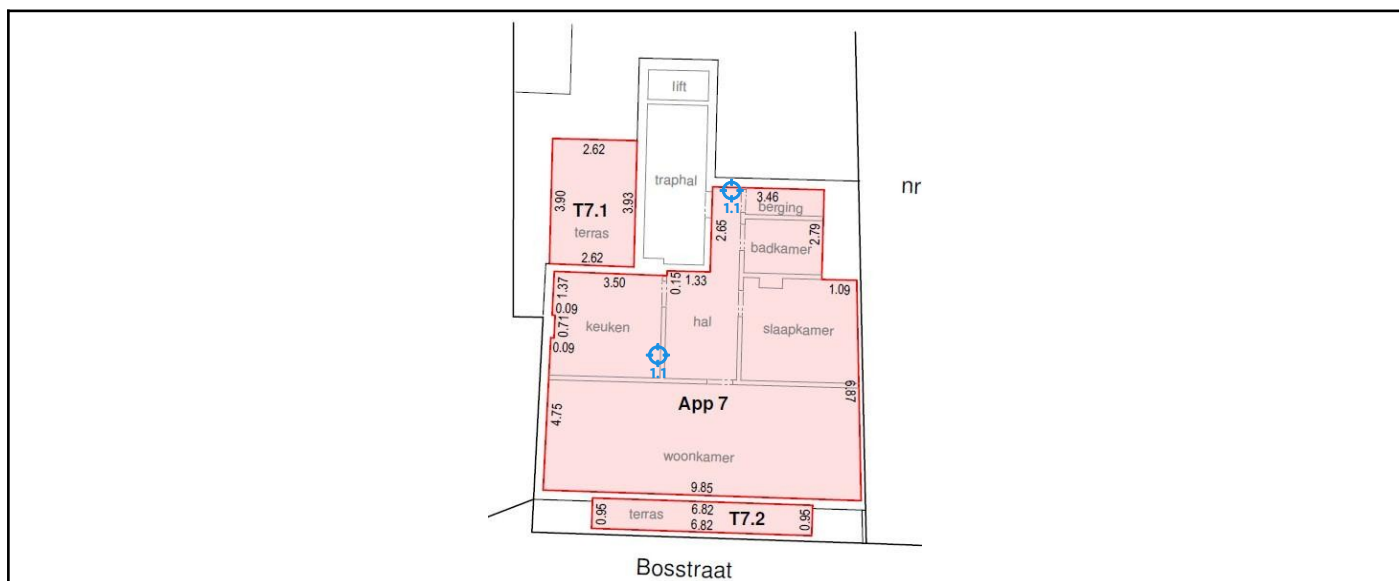 lift
2.62
traphal
nr
3.46
1.1
berging
3.90
3.93
T7.1
terras
2.65
2.79
badkamer
2.62
1.37
3.50
0.15
1.33
1.09
0.09
0.71
keuken
hal
slaapkamer
0.09
1.1
6.87
App 7
4.75
woonkamer
9.85
0.95
terras
6.82
6.82
T7.2
0.95
Bosstraat